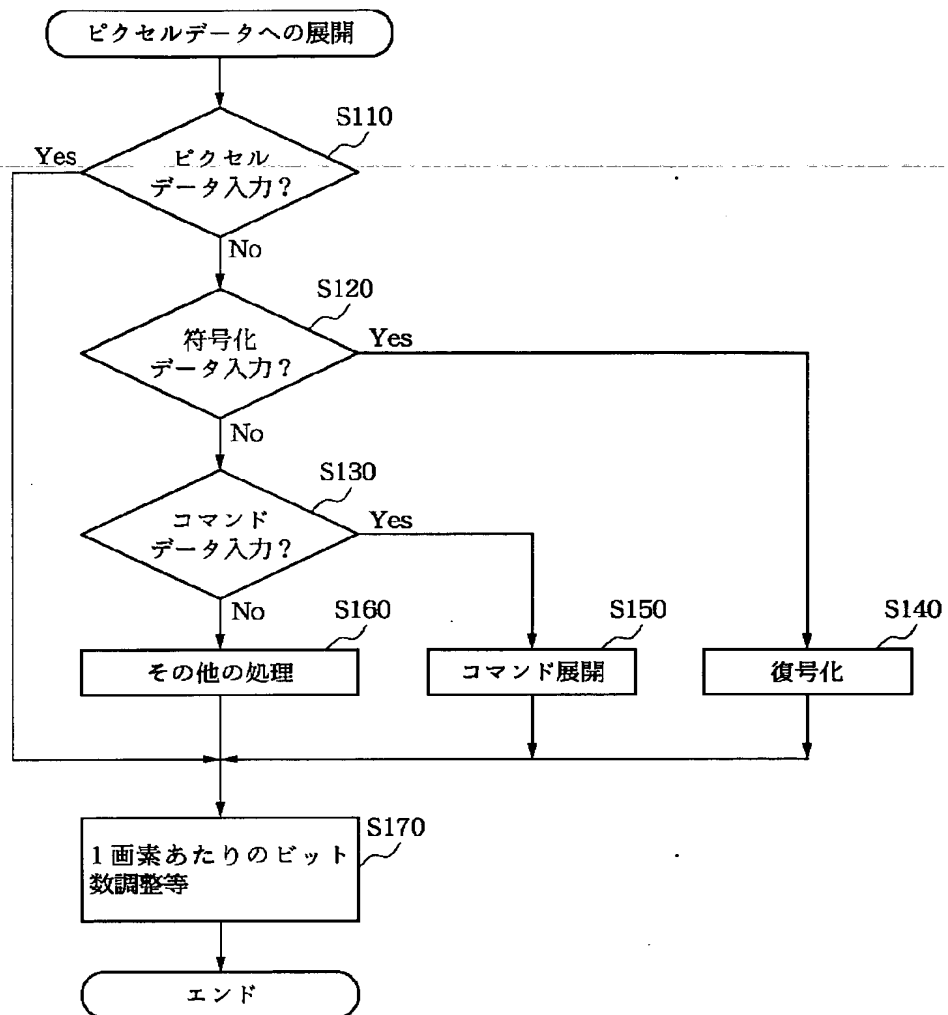 ピクセルデータへの展開
S110
Yes
ピクセル
データ入力?
No
S120
符号化
データ入力?
Yes
No
S130
コマンド
データ入力?
Yes
No
S160
S150
S140
その他の処理
コマンド展開
復号化
S170
1画素あたりのビット
数調整等
エンド